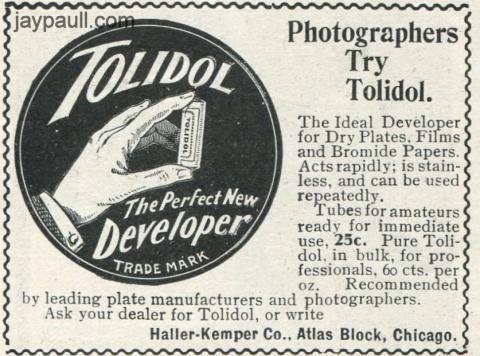 jaypaull.com
TOLIDOL
TOLIDOL
The Perfect New
Developer
TRADE MARK
Photographers
Try
Tolidol.
The Ideal Developer
for Dry Plates. Films
and Bromide Papers.
Acts rapidly; is stain-
less, and can be used
repeatedly.
Tubes for amateurs
ready for immediate
use, 25c. Pure Toli-
dol, in bulk, for pro-
fessionals, 60 cts. per
oz. Recommended
by leading plate manufacturers and photographers.
Ask your dealer for Tolidol, or write
Haller-Kemper Co., Atlas Block, Chicago.